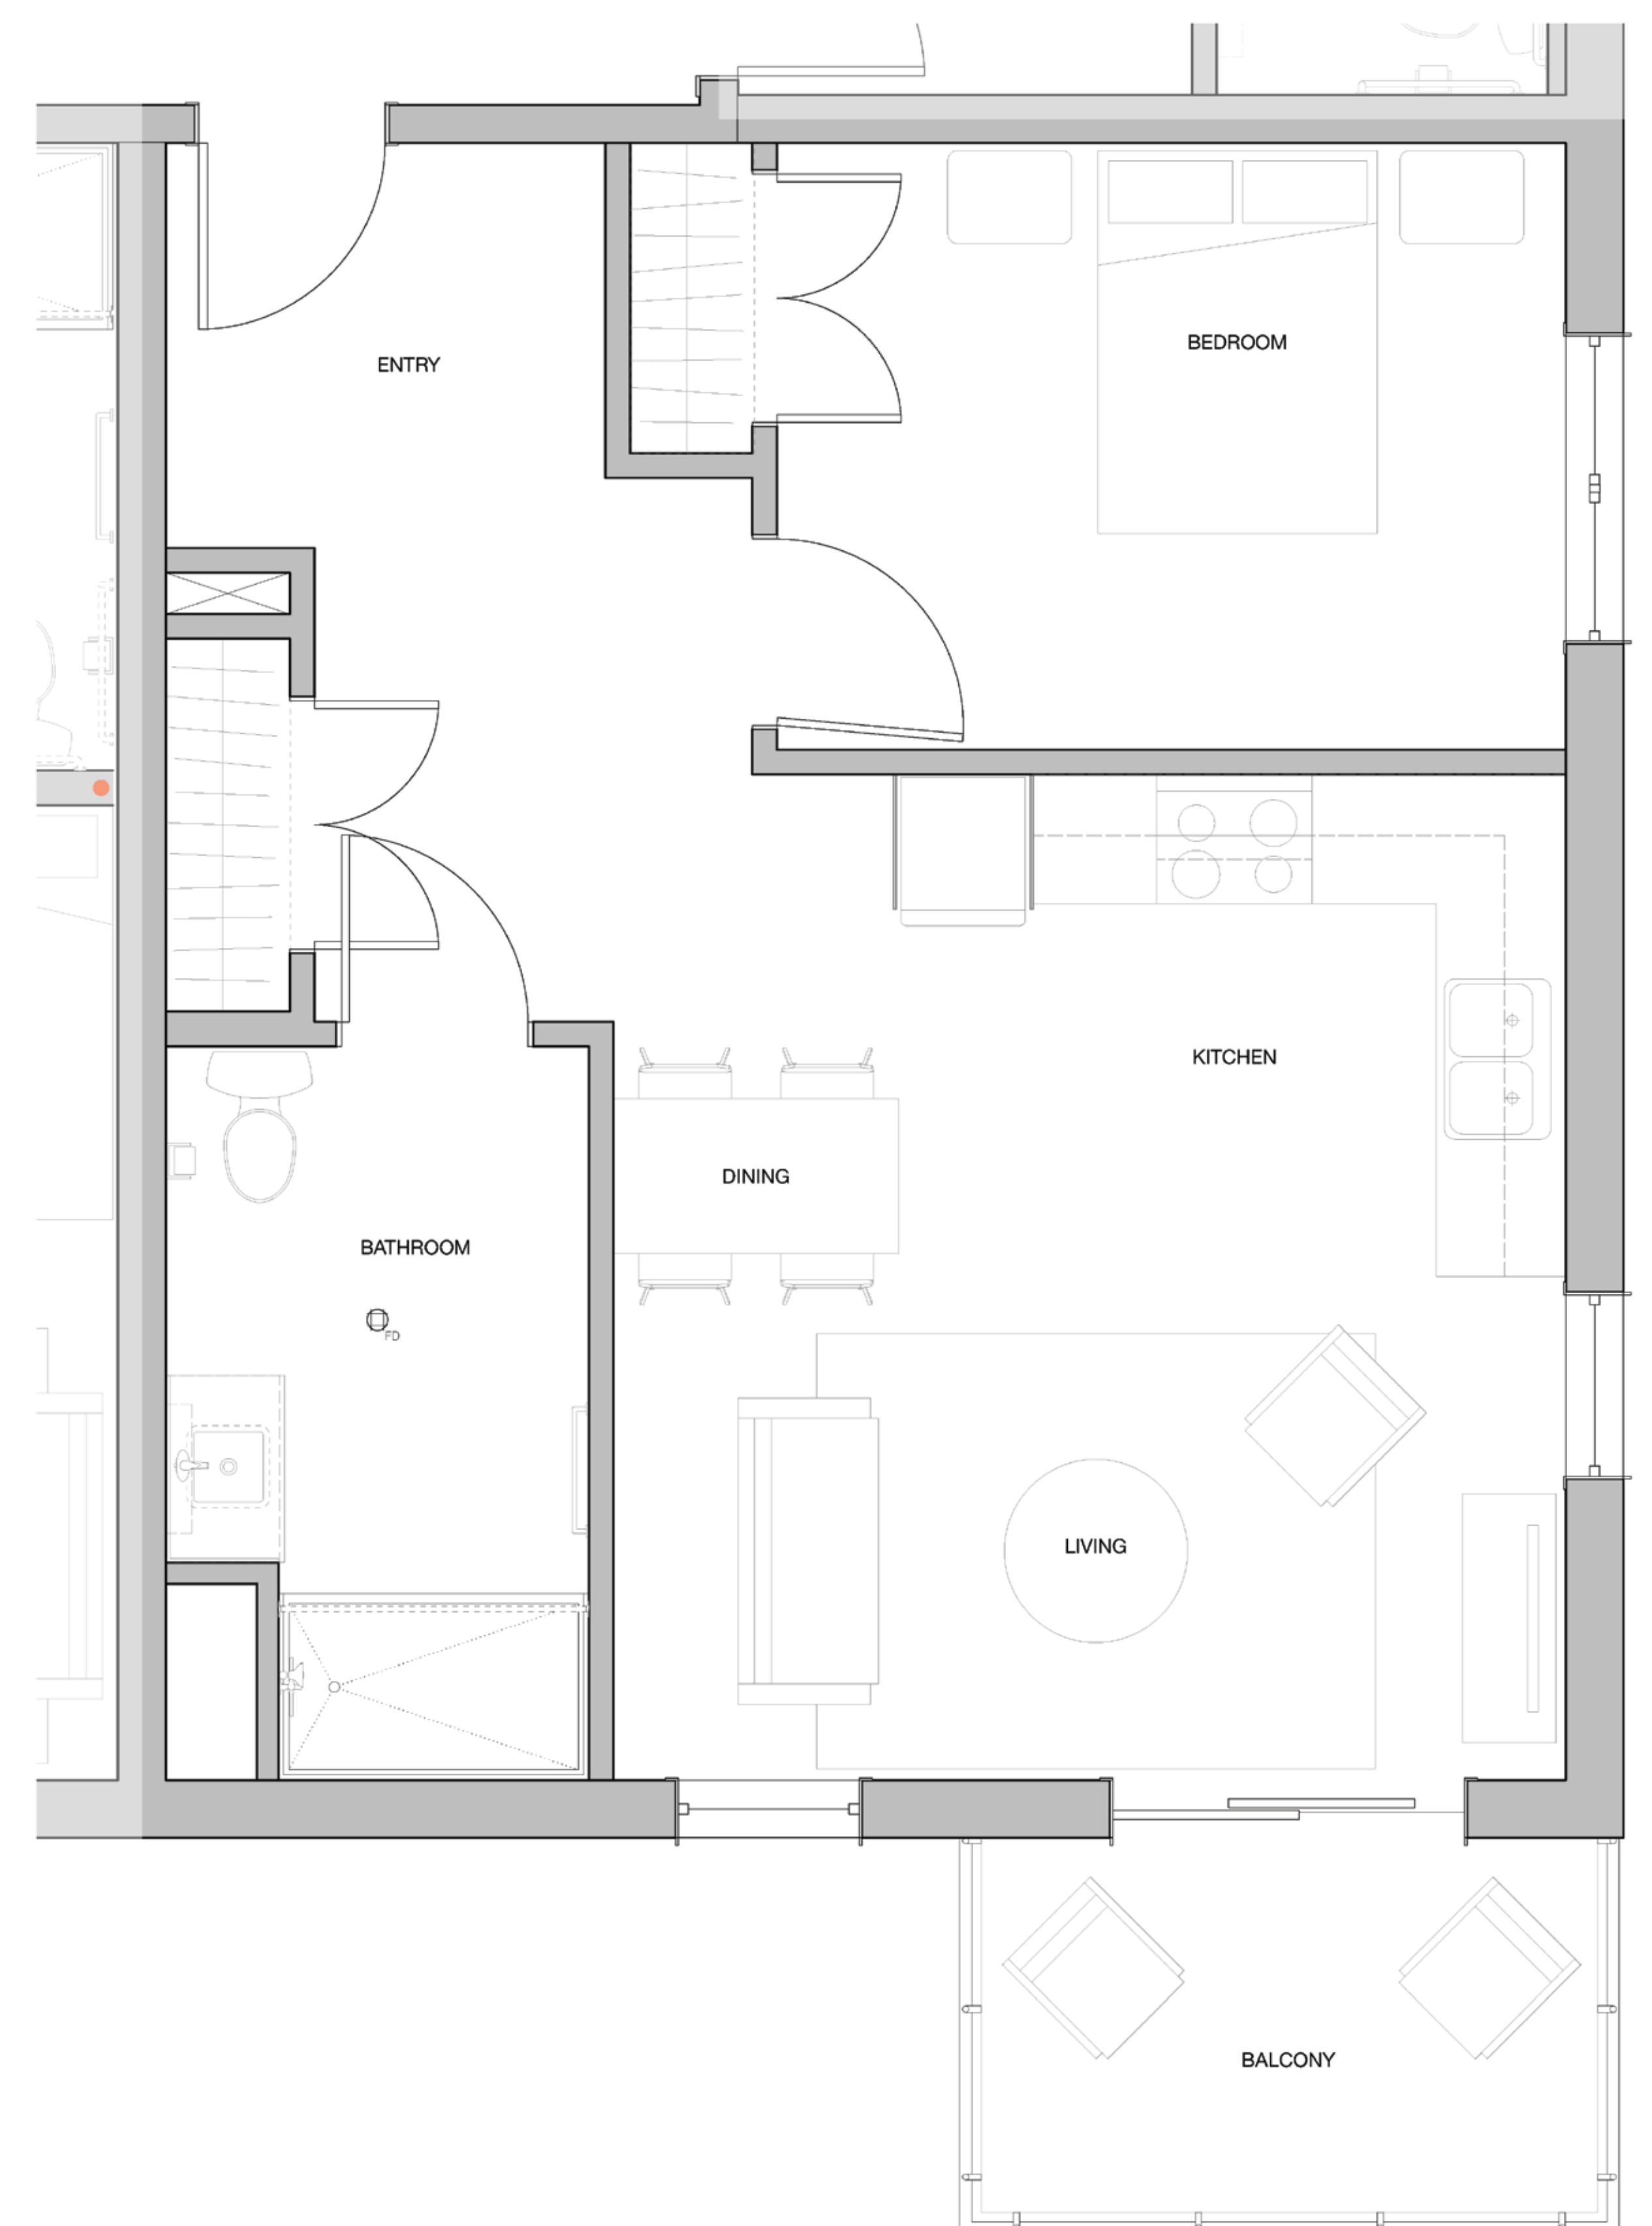 BEDROOM
ENTRY
KITCHEN
DINING
BATHROOM
FD
LIVING
BALCONY